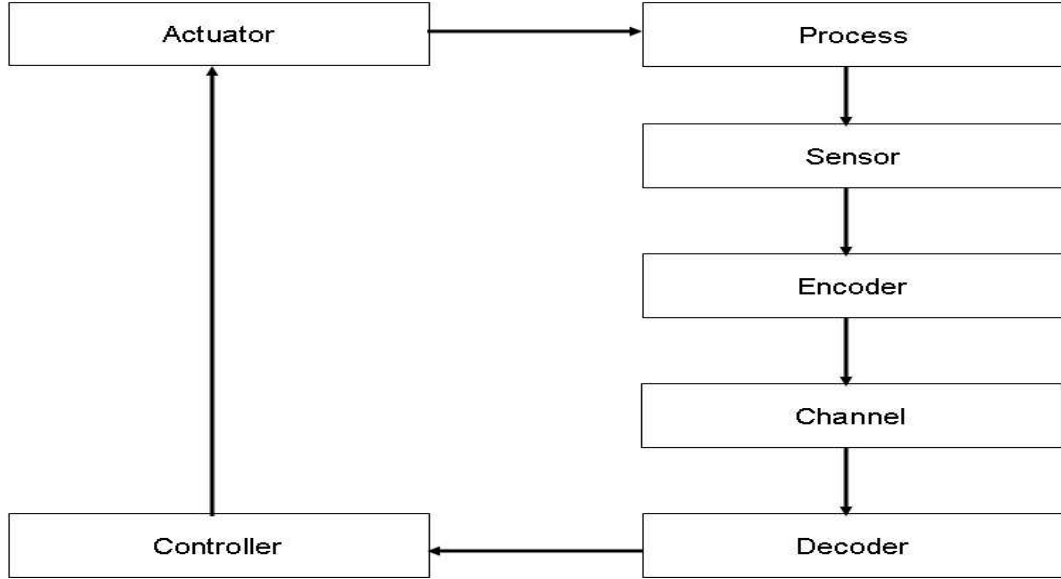 Actuator
Process
Sensor
Encoder
Channel
Decoder
Controller